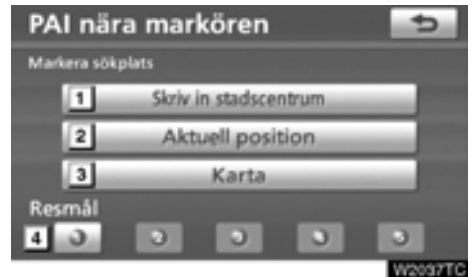 PAI nära markören
Markera sökplats
1 Skriv in stadscentrum
2 Aktuell position
3 Karta
Resmål
4
W2037TC